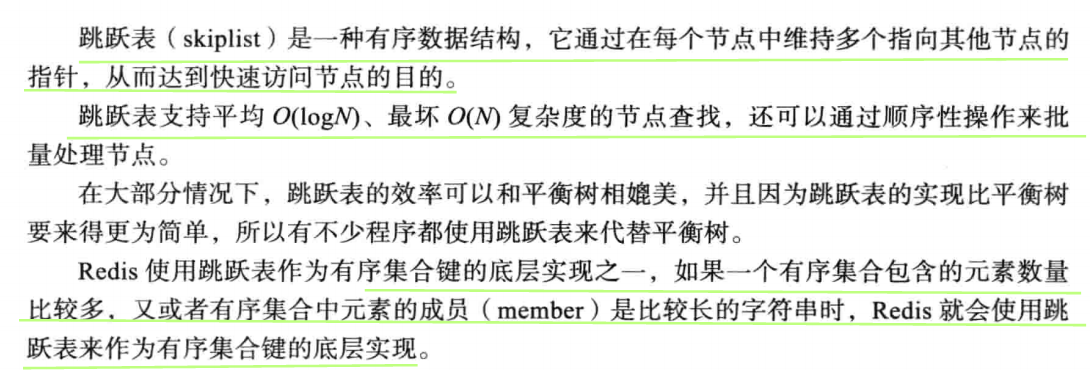 跳跃表（skiplist）是一种有序数据结构，它通过在每个节点中维持多个指向其他节点的
指针，从而达到快速访问节点的目的。
跳跃表支持平均 O(logN)、最坏 O(N) 复杂度的节点查找，还可以通过顺序性操作来批
量处理节点。
在大部分情况下，跳跃表的效率可以和平衡树相媲美，并且因为跳跃表的实现比平衡树
要来得更为简单，所以有不少程序都使用跳跃表来代替平衡树。
Redis 使用跳跃表作为有序集合键的底层实现之一，如果一个有序集合包含的元素数量
比较多，又或者有序集合中元素的成员（member）是比较长的字符串时，Redis 就会使用跳
跃表来作为有序集合键的底层实现。